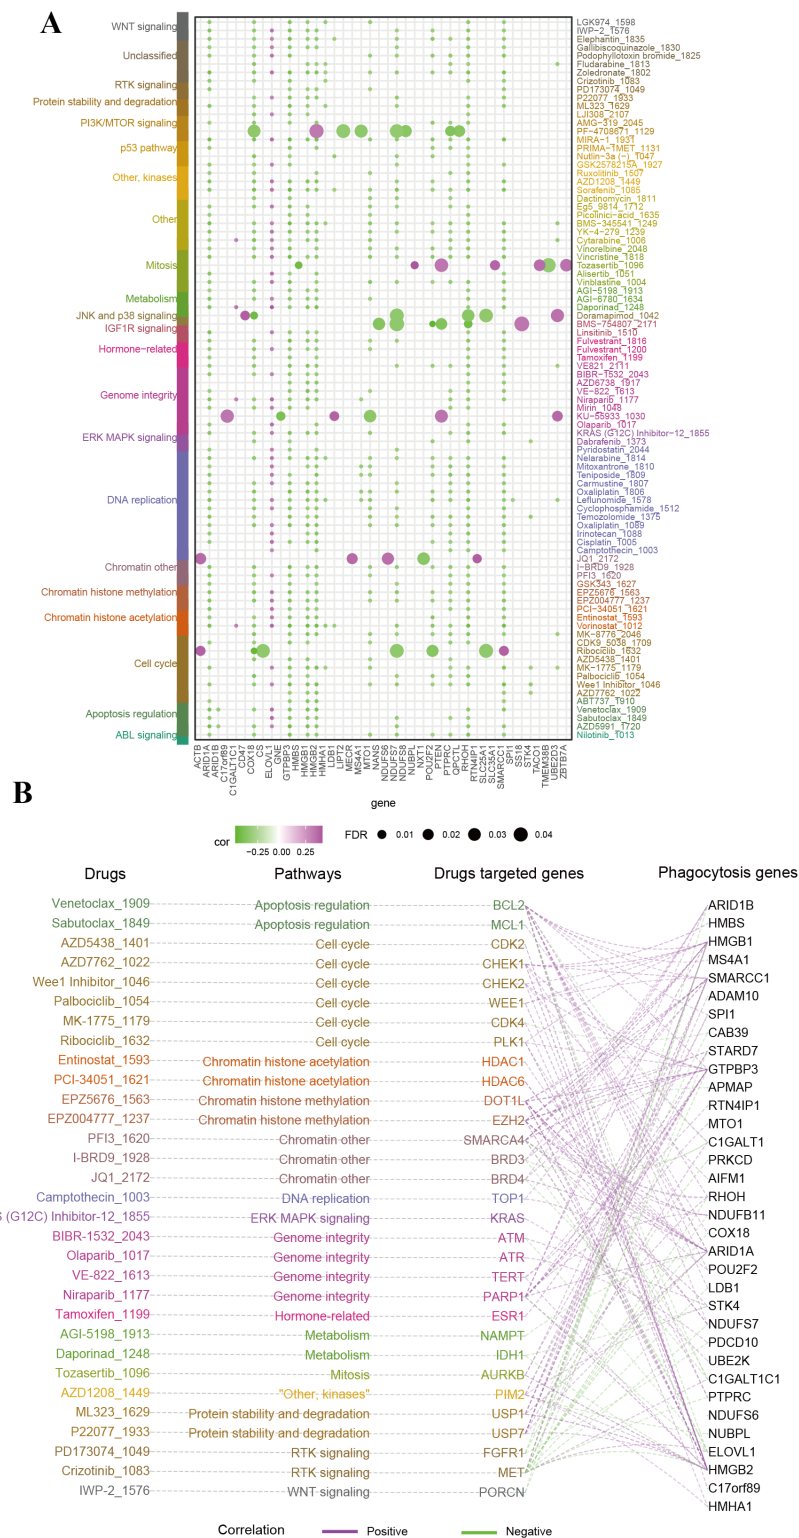 A
WNT signaling
Unclassified
RTK signaling
Protein stability and degradation
PI3K/MTOR signaling
p53 pathway
Other, kinases
Other
Mitosis
Metabolism
JNK and p38 signaling
IGF1R signaling
Hormone−related
Genome integrity
ERK MAPK signaling
DNA replication
Chromatin other
Chromatin histone methylation
Chromatin histone acetylation
Cell cycle
Apoptosis regulation
ABL signaling
LGK974_1598
IWP−2_1576
Elephantin_1835
Gallibiscoquinazole_1830
Podophyllotoxin bromide_1825
Fludarabine_1813
Zoledronate_1802
Crizotinib_1083
PD173074_1049
P22077_1933
ML323_1629
LJI308_2107
AMG−319_2045
PF−4708671_1129
MIRA−1_1931
PRIMA−1MET_1131
Nutlin−3a (−)_1047
GSK2578215A_1927
Ruxolitinib_1507
AZD1208_1449
Sorafenib_1085
Dactinomycin_1811
Eg5_9814_1712
Picolinici−acid_1635
BMS−345541_1249
YK−4−279_1239
Cytarabine_1006
Vinorelbine_2048
Vincristine_1818
Tozasertib_1096
Alisertib_1051
Vinblastine_1004
AGI−5198_1913
AGI−6780_1634
Daporinad_1248
Doramapimod_1042
BMS−754807_2171
Linsitinib_1510
Fulvestrant_1816
Fulvestrant_1200
Tamoxifen_1199
VE821_2111
BIBR−1532_2043
AZD6738_1917
VE−822_1613
Niraparib_1177
Mirin_1048
KU−55933_1030
Olaparib_1017
KRAS (G12C) Inhibitor−12_1855
Dabrafenib_1373
Pyridostatin_2044
Nelarabine_1814
Mitoxantrone_1810
Teniposide_1809
Carmustine_1807
Oxaliplatin_1806
Leflunomide_1578
Cyclophosphamide_1512
Temozolomide_1375
Oxaliplatin_1089
Irinotecan_1088
Cisplatin_1005
Camptothecin_1003
JQ1_2172
I−BRD9_1928
PFI3_1620
GSK343_1627
EPZ5676_1563
EPZ004777_1237
PCI−34051_1621
Entinostat_1593
Vorinostat_1012
MK−8776_2046
CDK9_5038_1709
Ribociclib_1632
AZD5438_1401
MK−1775_1179
Palbociclib_1054
Wee1 Inhibitor_1046
AZD7762_1022
ABT737_1910
Venetoclax_1909
Sabutoclax_1849
AZD5991_1720
Nilotinib_1013
ACTB
ARID1A
ARID1B
C17orf89
C1GALT1C1
CD47
COX18
CS
ELOVL1
GNE
GTPBP3
HMBS
HMGB1
HMGB2
HMHA1
LDB1
LIPT2
MECR
MS4A1
MTO1
NANS
NDUFS6
NDUFS7
NDUFS8
NUBPL
NXT1
POU2F2
PTEN
PTPRC
QPCTL
RHOH
RTN4IP1
SLC25A1
SLC35A1
SMARCC1
SPI1
SS18
STK4
TACO1
TMEM38B
UBE2D3
ZBTB7A
gene
cor −0.25 0.00 0.25 FDR 0.01 0.02 0.03 0.04
B
Drugs Pathways Drugs targeted genes Phagocytosis genes
Venetoclax_1909 Apoptosis regulation BCL2
Sabutoclax_1849 Apoptosis regulation MCL1
AZD5438_1401 Cell cycle CDK2
AZD7762_1022 Cell cycle CHEK1
Wee1 Inhibitor_1046 Cell cycle CHEK2
Palbociclib_1054 Cell cycle WEE1
MK-1775_1179 Cell cycle CDK4
Ribociclib_1632 Cell cycle PLK1
Entinostat_1593 Chromatin histone acetylation HDAC1
PCI-34051_1621 Chromatin histone acetylation HDAC6
EPZ5676_1563 Chromatin histone methylation DOT1L
EPZ004777_1237 Chromatin histone methylation EZH2
PFI3_1620 Chromatin other SMARCA4
I-BRD9_1928 Chromatin other BRD3
JQ1_2172 Chromatin other BRD4
Camptothecin_1003 DNA replication TOP1
S (G12C) Inhibitor-12_1855 ERK MAPK signaling KRAS
BIBR-1532_2043 Genome integrity ATM
Olaparib_1017 Genome integrity ATR
VE-822_1613 Genome integrity TERT
Niraparib_1177 Genome integrity PARP1
Tamoxifen_1199 Hormone-related ESR1
AGI-5198_1913 Metabolism NAMPT
Daporinad_1248 Metabolism IDH1
Tozasertib_1096 Mitosis AURKB
AZD1208_1449 "Other, kinases" PIM2
ML323_1629 Protein stability and degradation USP1
P22077_1933 Protein stability and degradation USP7
PD173074_1049 RTK signaling FGFR1
Crizotinib_1083 RTK signaling MET
IWP-2_1576 WNT signaling PORCN
ARID1B
HMBS
HMGB1
MS4A1
SMARCC1
ADAM10
SPI1
CAB39
STARD7
GTPBP3
APMAP
RTN4IP1
MTO1
C1GALT1
PRKCD
AIFM1
RHOH
NDUFB11
COX18
ARID1A
POU2F2
LDB1
STK4
NDUFS7
PDCD10
UBE2K
C1GALT1C1
PTPRC
NDUFS6
NUBPL
ELOVL1
HMGB2
C17orf89
HMHA1
Correlation Positive Negative